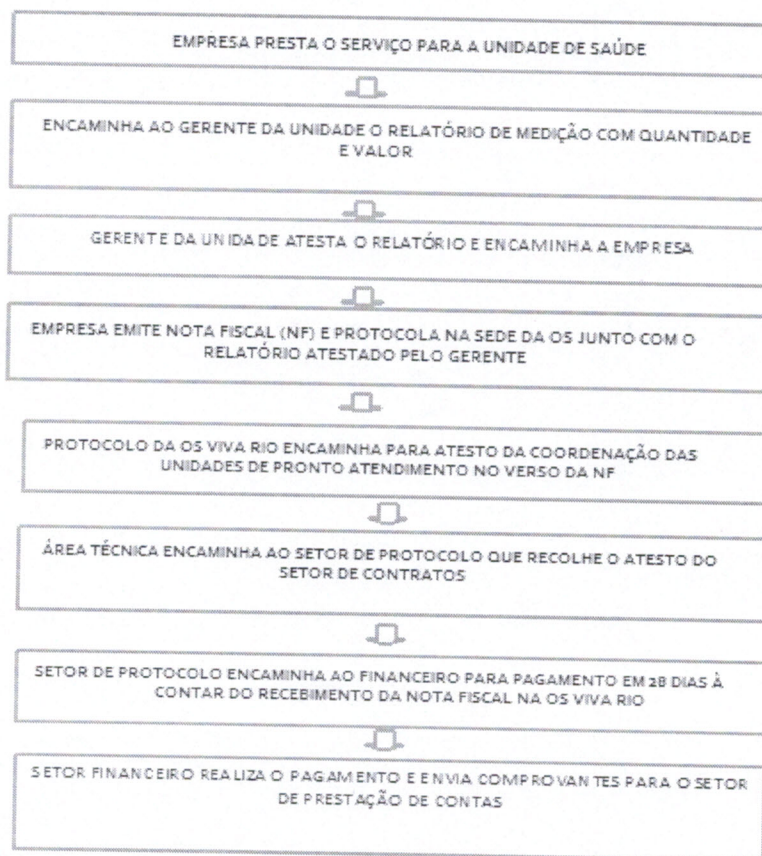 EMPRESA PRESTA O SERVIÇO PARA A UNIDADE DE SAÚDE
ENCAMINHA AO GERENTE DA UNIDADE O RELATÓRIO DE MEDIÇÃO COM QUANTIDADE
E VALOR
GERENTE DA UNIDADE ATESTA O RELATÓRIO E ENCAMINHA A EMPRESA
EMPRESA EMITE NOTA FISCAL (NF) E PROTOCOLA NA SEDE DA OS JUNTO COM O
RELATÓRIO ATESTADO PELO GERENTE
PROTOCOLO DA OS VIVA RIO ENCAMINHA PARA ATESTO DA COORDENAÇÃO DAS
UNIDADES DE PRONTO ATENDIMENTO NO VERSO DA NF
ÁREA TÉCNICA ENCAMINHA AO SETOR DE PROTOCOLO QUE RECOLHE O ATESTO DO
SETOR DE CONTRATOS
SETOR DE PROTOCOLO ENCAMINHA AO FINANCEIRO PARA PAGAMENTO EM 28 DIAS À
CONTAR DO RECEBIMENTO DA NOTA FISCAL NA OS VIVA RIO
SETOR FINANCEIRO REALIZA O PAGAMENTO E ENVIA COMPROVANTES PARA O SETOR
DE PRESTAÇÃO DE CONTAS